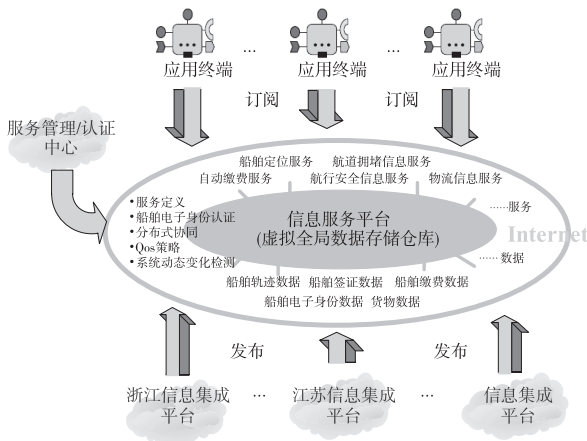 应用终端 ... 应用终端 ... 应用终端
订阅 订阅
服务管理/认证
中心
船舶定位服务 航道拥堵信息服务
自动缴费服务 航行安全信息服务 物流信息服务
……服务
•服务定义
•船舶电子身份认证
•分布式协同
•Qos策略
•系统动态变化检测
信息服务平台
(虚拟全局数据存储仓库)
Internet
……数据
船舶轨迹数据 船舶签证数据 船舶缴费数据
船舶电子身份数据 货物数据
发布 发布
浙江信息集成
平台
...
江苏信息集成
平台
...
信息集成
平台